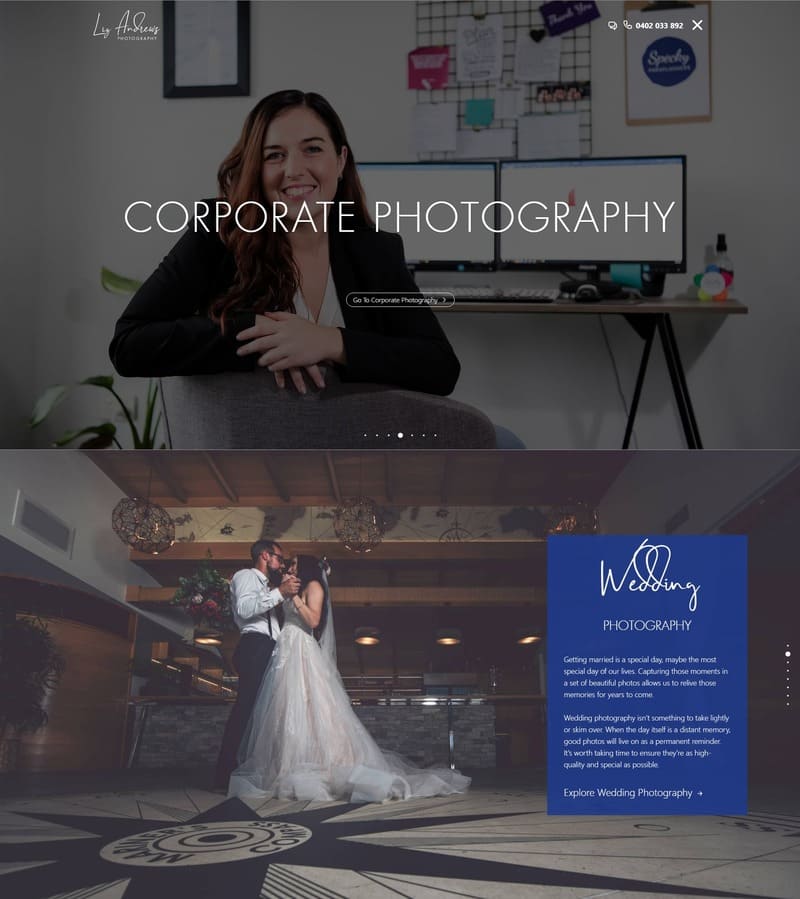 Liz Andrews
PHOTOGRAPHY
0402 033 892
Thank You
Specky
CORPORATE PHOTOGRAPHY
Go To Corporate Photography
Wedding
PHOTOGRAPHY
Getting married is a special day, maybe the most
special day of our lives. Capturing those moments in
a set of beautiful photos allows us to relive those
memories for years to come.
Wedding photography isn't something to take lightly
or skim over. When the day itself is a distant memory,
good photos will live on as a permanent reminder.
It's worth taking time to ensure they're as high-
quality and special as possible.
Explore Wedding Photography →